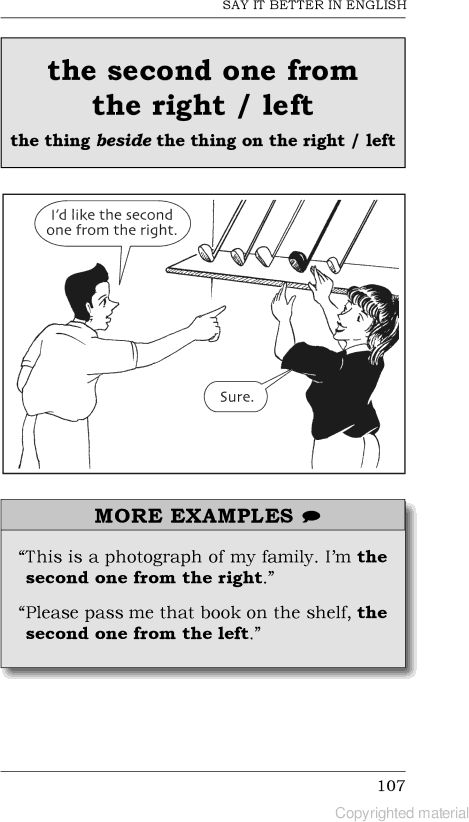 SAY IT BETTER IN ENGLISH
the second one from
the right / left
the thing beside the thing on the right / left
I'd like the second
one from the right.
Sure.
MORE EXAMPLES
“This is a photograph of my family. I'm the
second one from the right.”
“Please pass me that book on the shelf, the
second one from the left.”
107
Copyrighted material